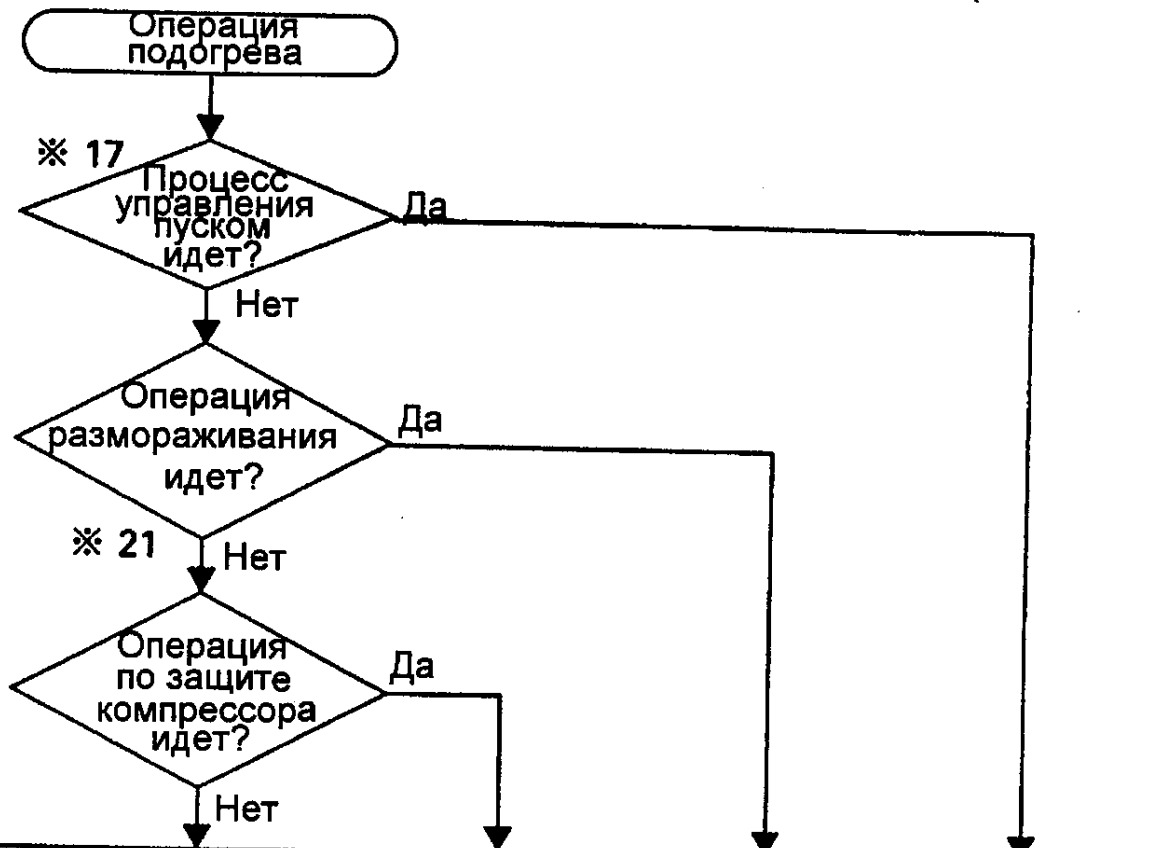 Операция
подогрева
※ 17
Процесс
управления
пуском
идет?
Да
Нет
Операция
размораживания
идет?
Да
※ 21
Нет
Операция
по защите
компрессора
идет?
Да
Нет